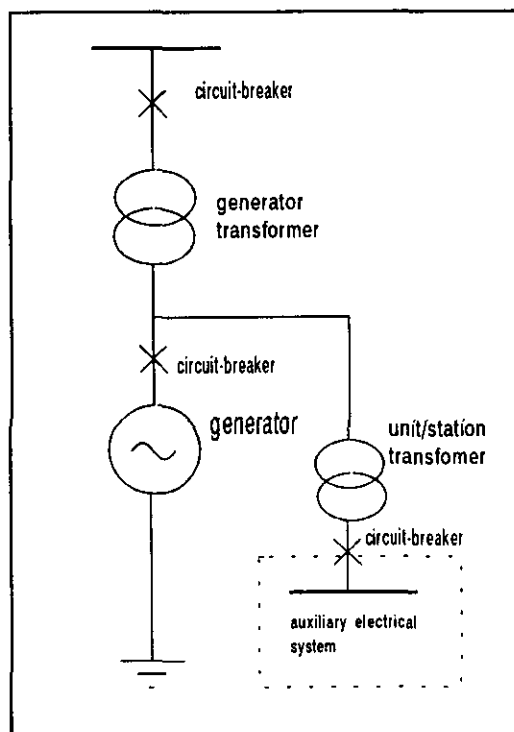 circuit-breaker
generator
transformer
circuit-breaker
generator
unit/station
transfomer
circuit-breaker
auxiliary electrical
system